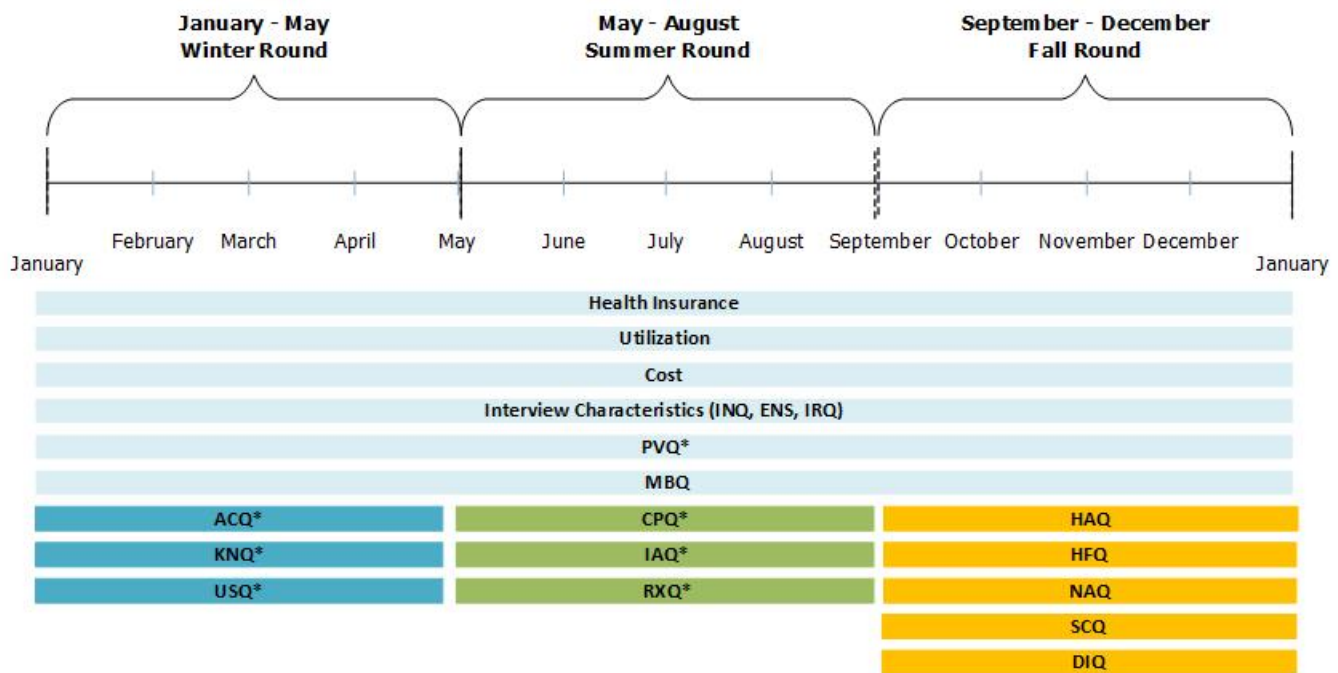 January - May
Winter Round
May - August
Summer Round
September - December
Fall Round
January
February
March
April
May
June
July
August
September
October
November
December
January
Health Insurance
Utilization
Cost
Interview Characteristics (INQ, ENS, IRQ)
PVQ*
MBQ
ACQ*
CPQ*
HAQ
KNQ*
IAQ*
HFQ
USQ*
RXQ*
NAQ
SCQ
DIQ